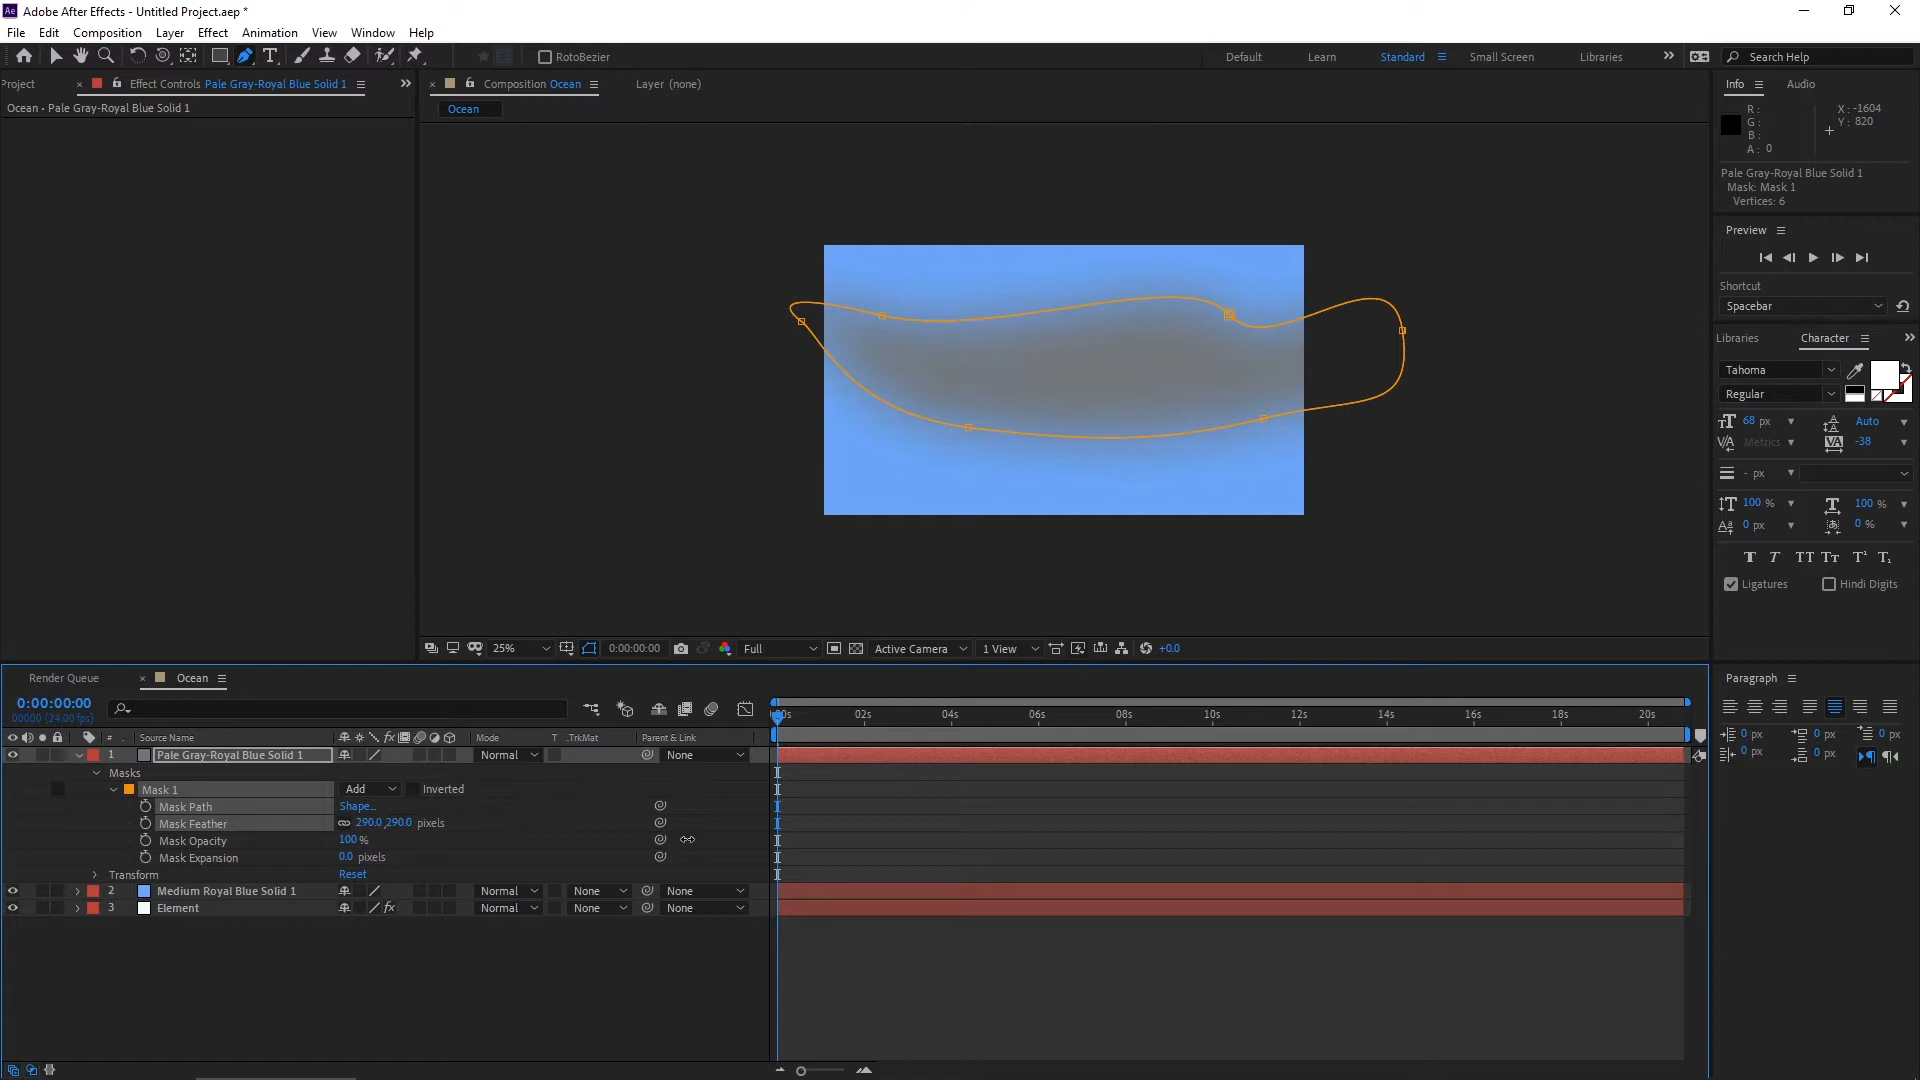 Adobe After Effects - Untitled Project.aep *
File Edit Composition Layer Effect Animation View Window Help
RotoBezier
Default Learn Standard Small Screen Libraries
Search Help
Project
Effect Controls Pale Gray-Royal Blue Solid 1
Ocean • Pale Gray-Royal Blue Solid 1
Composition Ocean
Layer (none)
Ocean
Info Audio
R :
G :
B :
A : 0
X : -1604
Y : 820
Pale Gray-Royal Blue Solid 1
Mask: Mask 1
Vertices: 6
Preview
Shortcut
Spacebar
Libraries Character
Tahoma
Regular
68 px Auto
Metrics -38
- px
100 % 100 %
0 px 0 %
Ligatures Hindi Digits
25% 0:00:00:00 Full Active Camera 1 View +0.0
Render Queue Ocean
0:00:00:00
00000 (24.00 fps)
00s 02s 04s 06s 08s 10s 12s 14s 16s 18s 20s
# Source Name Mode T .TrkMat Parent & Link
1 Pale Gray-Royal Blue Solid 1 Normal None
Masks
Mask 1 Add Inverted
Mask Path Shape...
Mask Feather 290.0,290.0 pixels
Mask Opacity 100 %
Mask Expansion 0.0 pixels
Transform Reset
2 Medium Royal Blue Solid 1 Normal None None
3 Element Normal None None
Paragraph
0 px 0 px 0 px
0 px 0 px